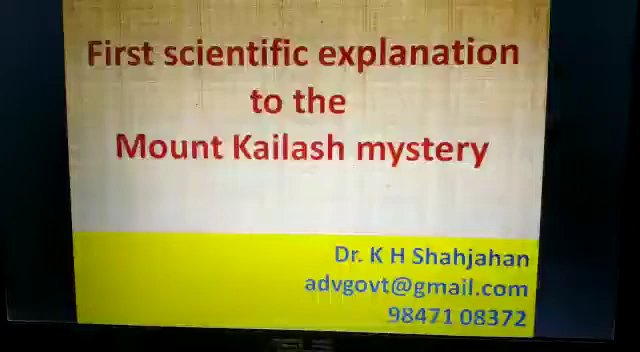 First scientific explanation
to the
Mount Kailash mystery
Dr. K H Shahjahan
advgovt@gmail.com
98471 08372